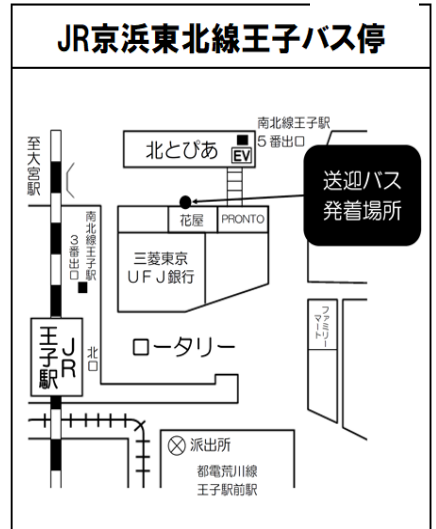 JR京浜東北線王子バス停
至大宮駅
南北線王子駅
5番出口
北とぴあ
EV
送迎バス
発着場所
南北線王子駅
3番出口
花屋
PRONTO
三菱東京
UFJ銀行
ファミリー
マート
JR
王子駅
北口
ロータリー
派出所
都電荒川線
王子駅前駅